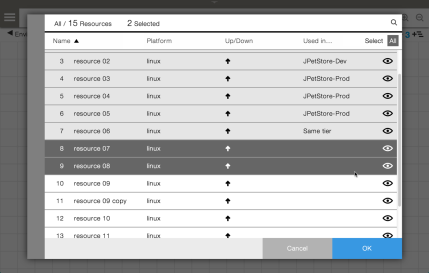 All / 15 Resources 2 Selected
Name ▲ Platform Up/Down Used in... Select All
3 resource 02 linux JPetStore-Dev
4 resource 03 linux JPetStore-Prod
5 resource 04 linux JPetStore-Prod
6 resource 05 linux JPetStore-Prod
7 resource 06 linux Same tier
8 resource 07 linux
9 resource 08 linux
10 resource 09 linux
11 resource 09 copy linux
12 resource 10 linux
13 resource 11 linux
Cancel OK